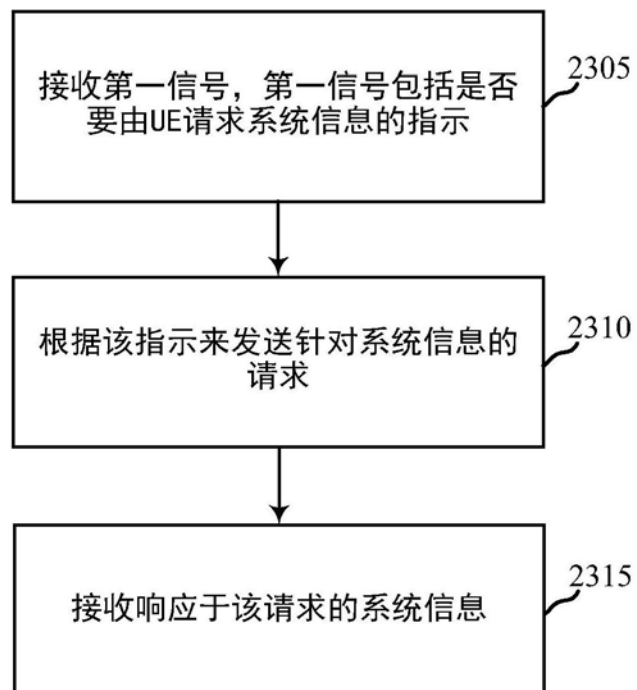 接收第一信号，第一信号包括是否
要由UE请求系统信息的指示
2305
根据该指示来发送针对系统信息的
请求
2310
接收响应于该请求的系统信息
2315